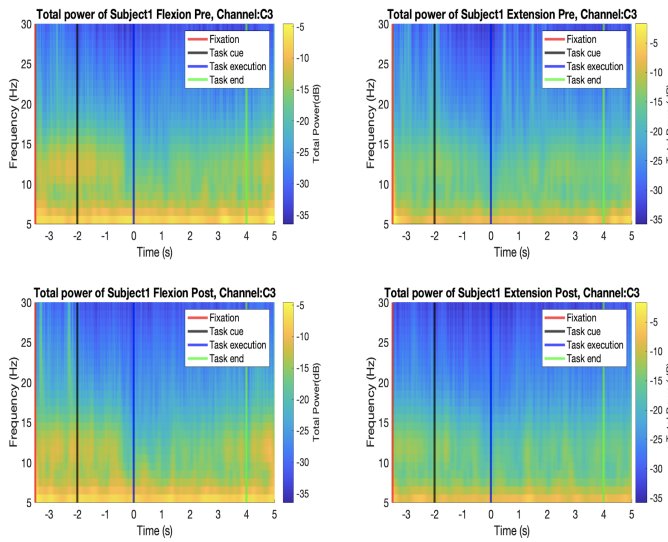 Total power of Subject1 Flexion Pre, Channel:C3
30
25
20
15
10
5
Frequency (Hz)
-3 -2 -1 0 1 2 3 4 5
Time (s)
Fixation
Task cue
Task execution
Task end
-5
-10
-15
-20
-25
-30
-35
Total Power(dB)
Total power of Subject1 Extension Pre, Channel:C3
30
25
20
15
10
5
Frequency (Hz)
-3 -2 -1 0 1 2 3 4 5
Time (s)
Fixation
Task cue
Task execution
Task end
-5
-10
-15
-20
-25
-30
-35
Total power of Subject1 Flexion Post, Channel:C3
30
25
20
15
10
5
Frequency (Hz)
-3 -2 -1 0 1 2 3 4 5
Time (s)
Fixation
Task cue
Task execution
Task end
-5
-10
-15
-20
-25
-30
-35
Total Power(dB)
Total power of Subject1 Extension Post, Channel:C3
30
25
20
15
10
5
Frequency (Hz)
-3 -2 -1 0 1 2 3 4 5
Time (s)
Fixation
Task cue
Task execution
Task end
-5
-10
-15
-20
-25
-30
-35